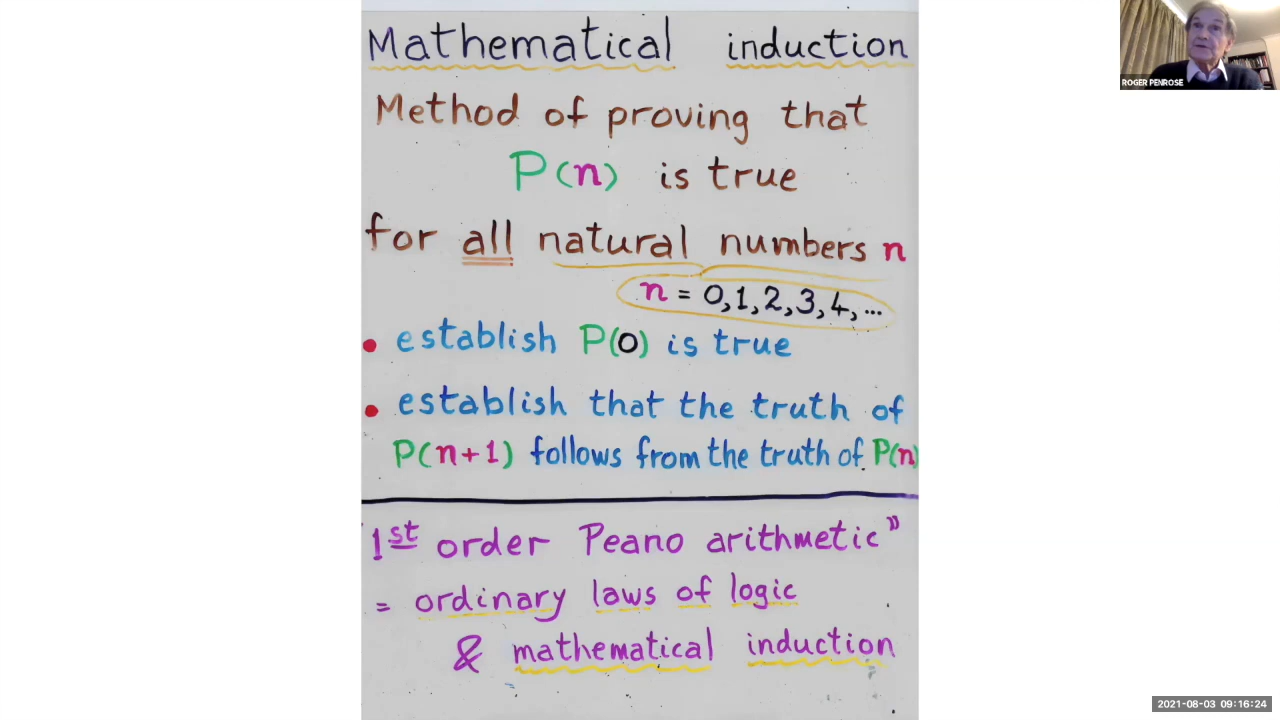 Mathematical induction
Method of proving that
P(n) is true
for all natural numbers n
n = 0,1,2,3,4,...
• establish P(0) is true
• establish that the truth of
P(n+1) follows from the truth of P(n)
"1st order Peano arithmetic"
= ordinary laws of logic
& mathematical induction
ROGER PENROSE
2021-08-03 09:16:24